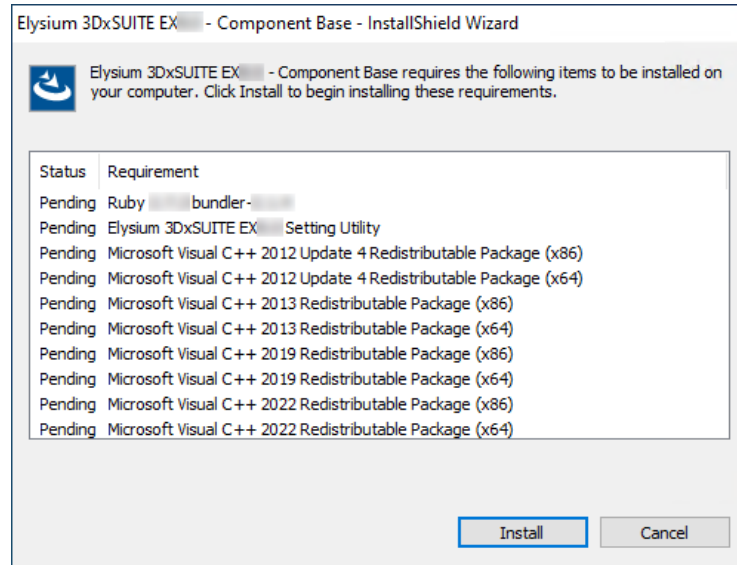 Elysium 3DxSUITE EX - Component Base - InstallShield Wizard
Elysium 3DxSUITE EX - Component Base requires the following items to be installed on
your computer. Click Install to begin installing these requirements.
Status Requirement
Pending Ruby bundler-
Pending Elysium 3DxSUITE EX Setting Utility
Pending Microsoft Visual C++ 2012 Update 4 Redistributable Package (x86)
Pending Microsoft Visual C++ 2012 Update 4 Redistributable Package (x64)
Pending Microsoft Visual C++ 2013 Redistributable Package (x86)
Pending Microsoft Visual C++ 2013 Redistributable Package (x64)
Pending Microsoft Visual C++ 2019 Redistributable Package (x86)
Pending Microsoft Visual C++ 2019 Redistributable Package (x64)
Pending Microsoft Visual C++ 2022 Redistributable Package (x86)
Pending Microsoft Visual C++ 2022 Redistributable Package (x64)
Install Cancel